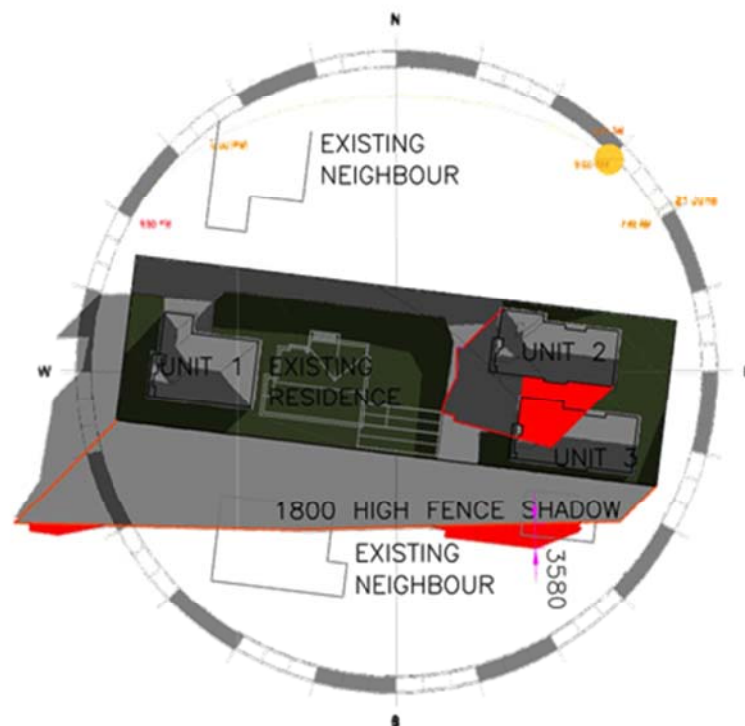 N
EXISTING
NEIGHBOUR
W
UNIT 1
EXISTING
RESIDENCE
UNIT 2
UNIT 3
1800 HIGH FENCE SHADOW
EXISTING
NEIGHBOUR
3580
S